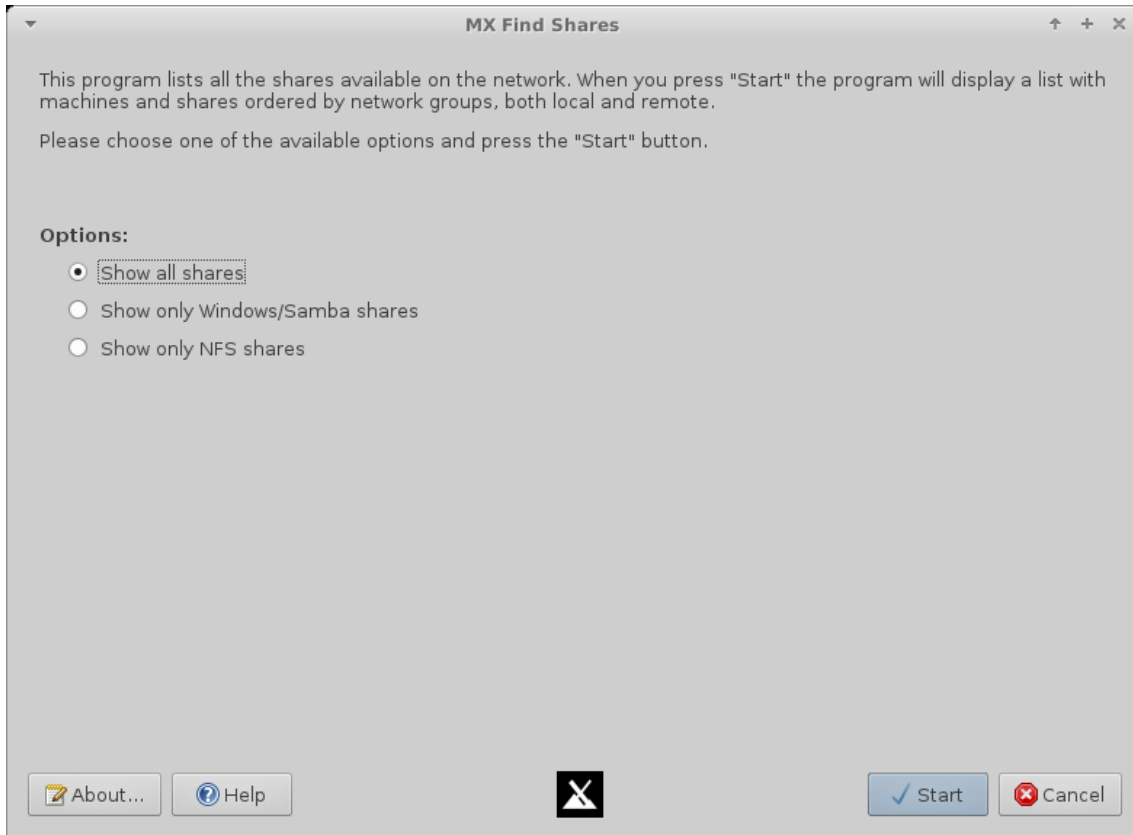 MX Find Shares
This program lists all the shares available on the network. When you press "Start" the program will display a list with
machines and shares ordered by network groups, both local and remote.
Please choose one of the available options and press the "Start" button.
Options:
Show all shares
Show only Windows/Samba shares
Show only NFS shares
About... Help Start Cancel